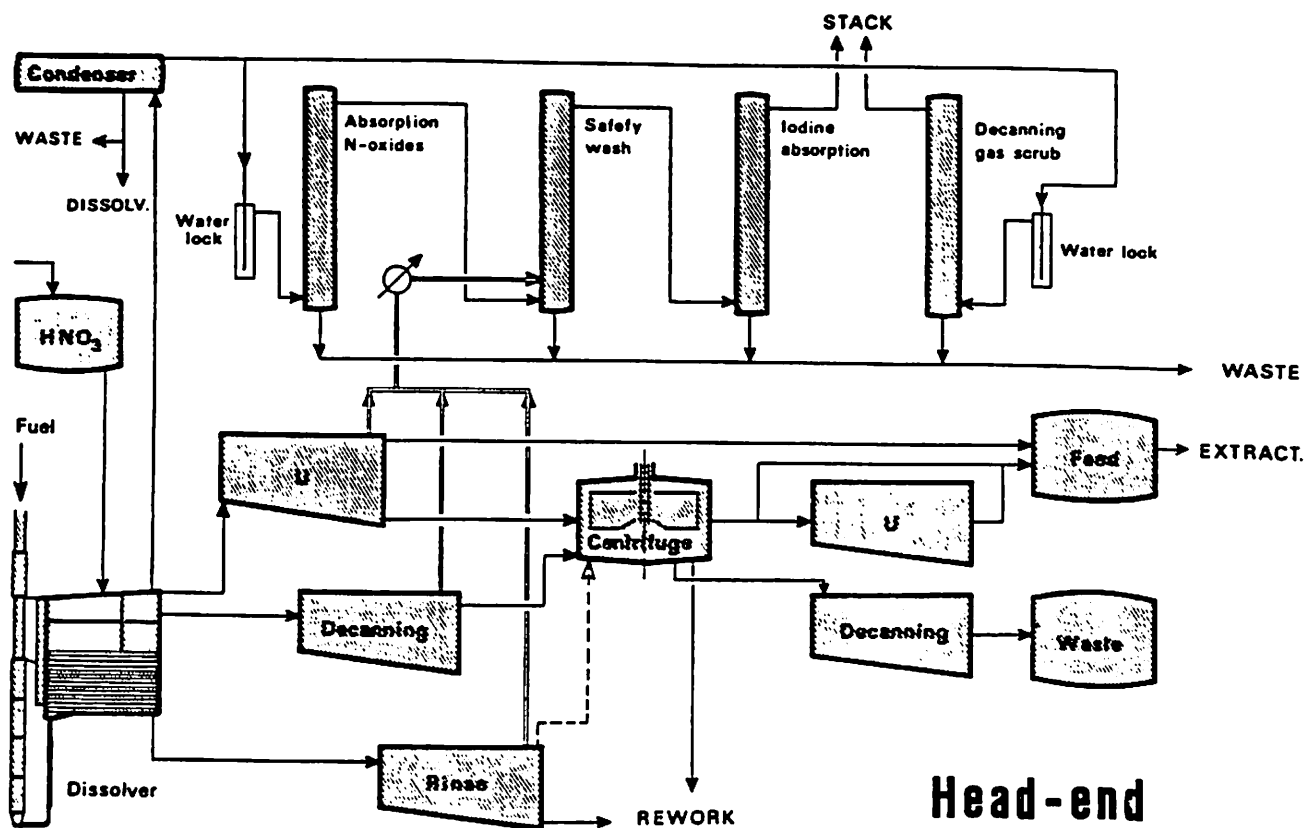 STACK
Condenser
Absorption
N-oxides
Safety
wash
Iodine
absorption
Decanning
gas scrub
WASTE
DISSOLV.
Water
lock
Water lock
HNO₃
WASTE
Fuel
U
Feed
EXTRACT.
Centrifuge
U
Decanning
Decanning
Waste
Dissolver
Rinse
REWORK
Head-end